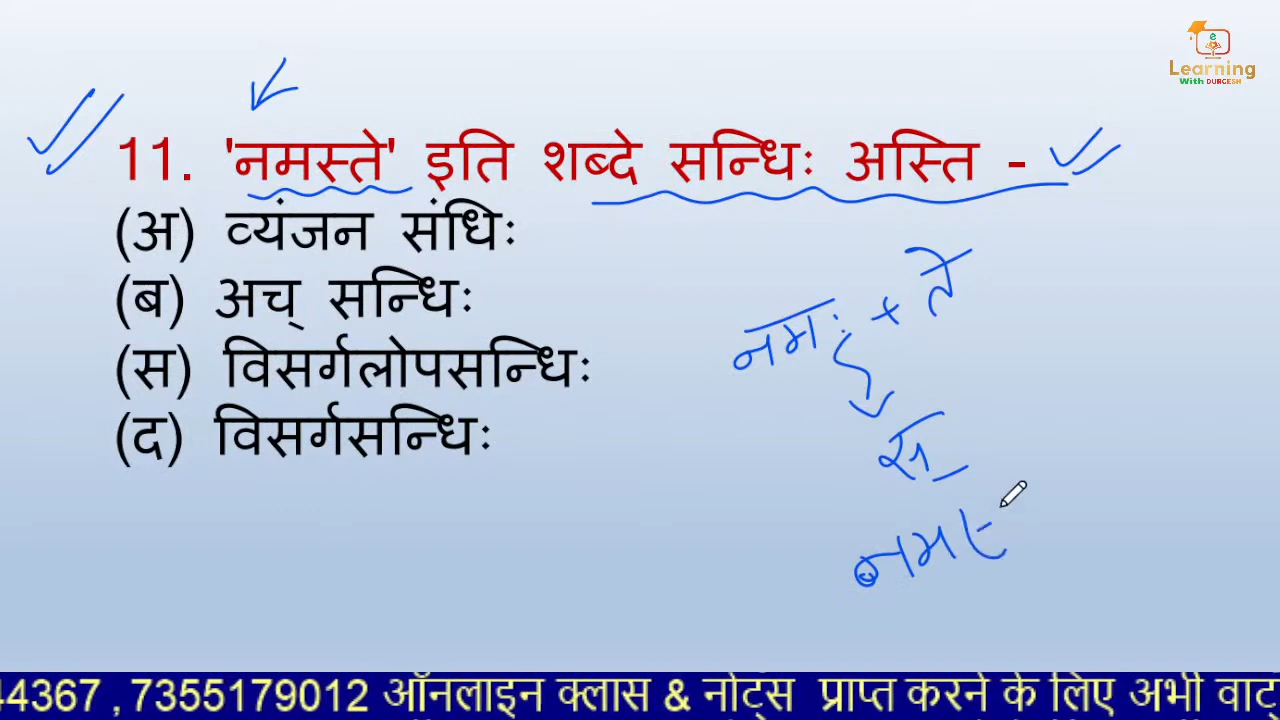 e
Learning
With DURGESH
11. 'नमस्ते' इति शब्दे सन्धिः अस्ति -
(अ) व्यंजन संधिः
(ब) अच् सन्धिः
(स) विसर्गलोपसन्धिः
(द) विसर्गसन्धिः
नमः + ते
स्
नमस्
44367 , 7355179012 ऑनलाइन क्लास & नोट्स प्राप्त करने के लिए अभी वाट्